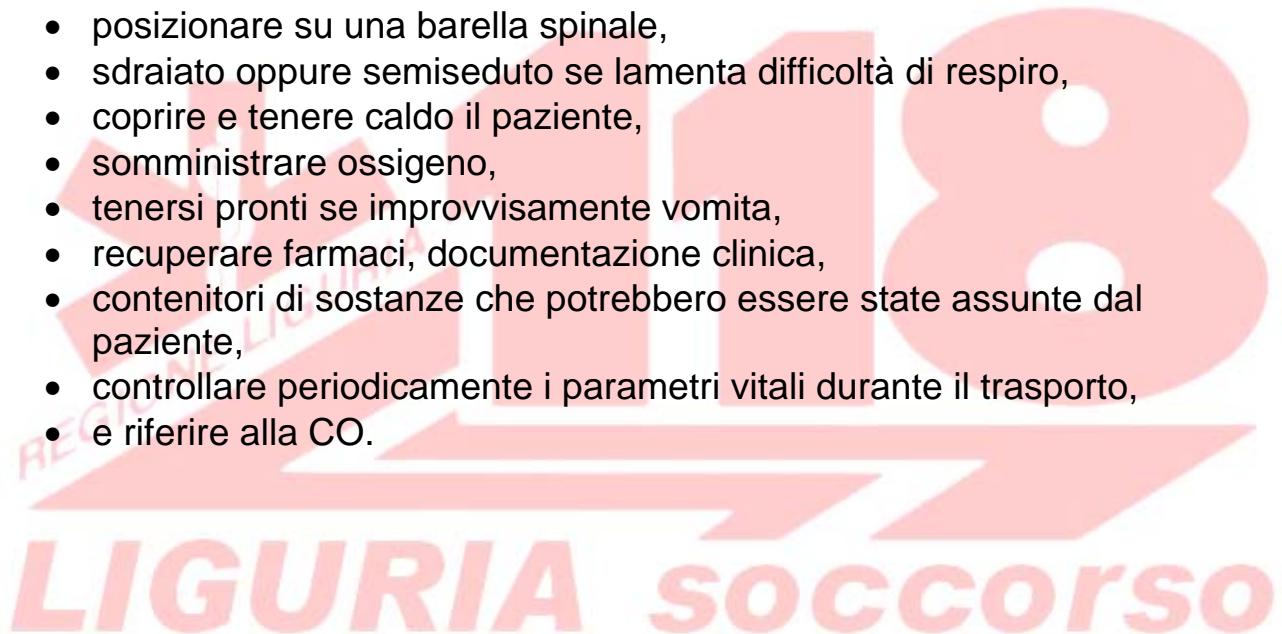 • posizionare su una barella spinale,
• sdraiato oppure semiseduto se lamenta difficoltà di respiro,
• coprire e tenere caldo il paziente,
• somministrare ossigeno,
• tenersi pronti se improvvisamente vomita,
• recuperare farmaci, documentazione clinica,
• contenitori di sostanze che potrebbero essere state assunte dal
paziente,
• controllare periodicamente i parametri vitali durante il trasporto,
• e riferire alla CO.
118
REGIONE LIGURIA
LIGURIA soccorso